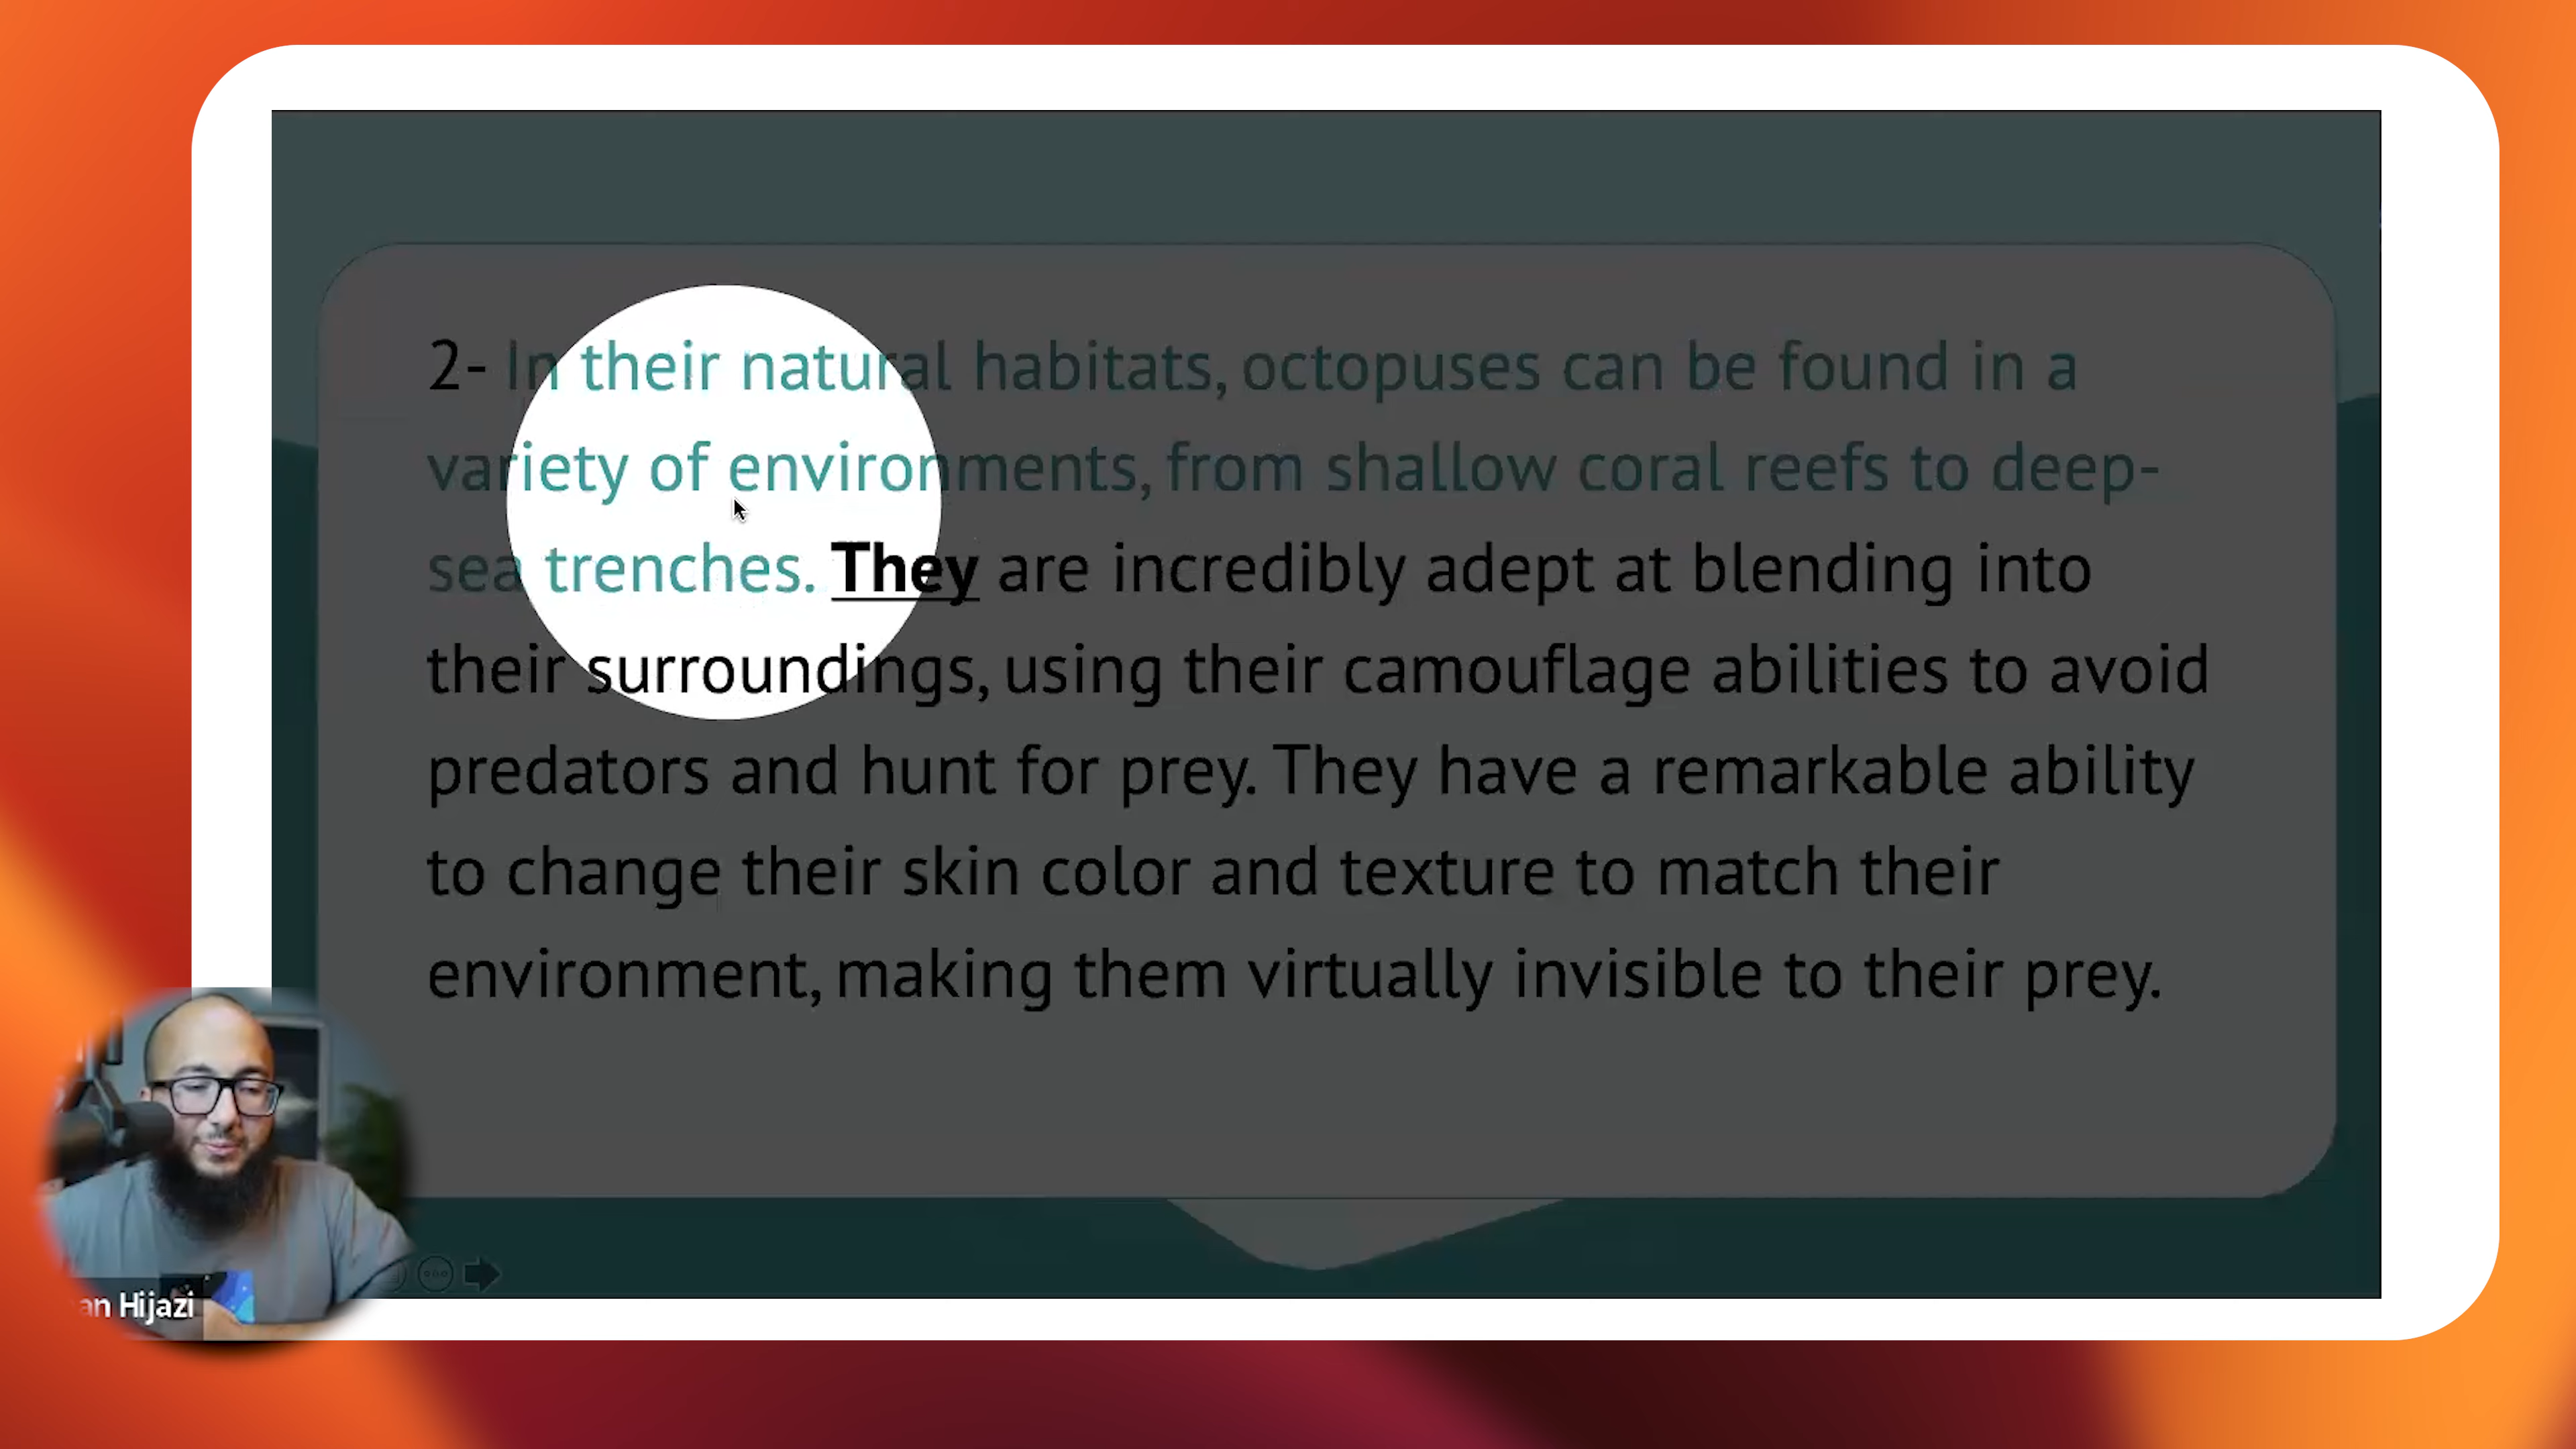 2- In their natural habitats, octopuses can be found in a
variety of environments, from shallow coral reefs to deep-
sea trenches. They are incredibly adept at blending into
their surroundings, using their camouflage abilities to avoid
predators and hunt for prey. They have a remarkable ability
to change their skin color and texture to match their
environment, making them virtually invisible to their prey.
an Hijazi